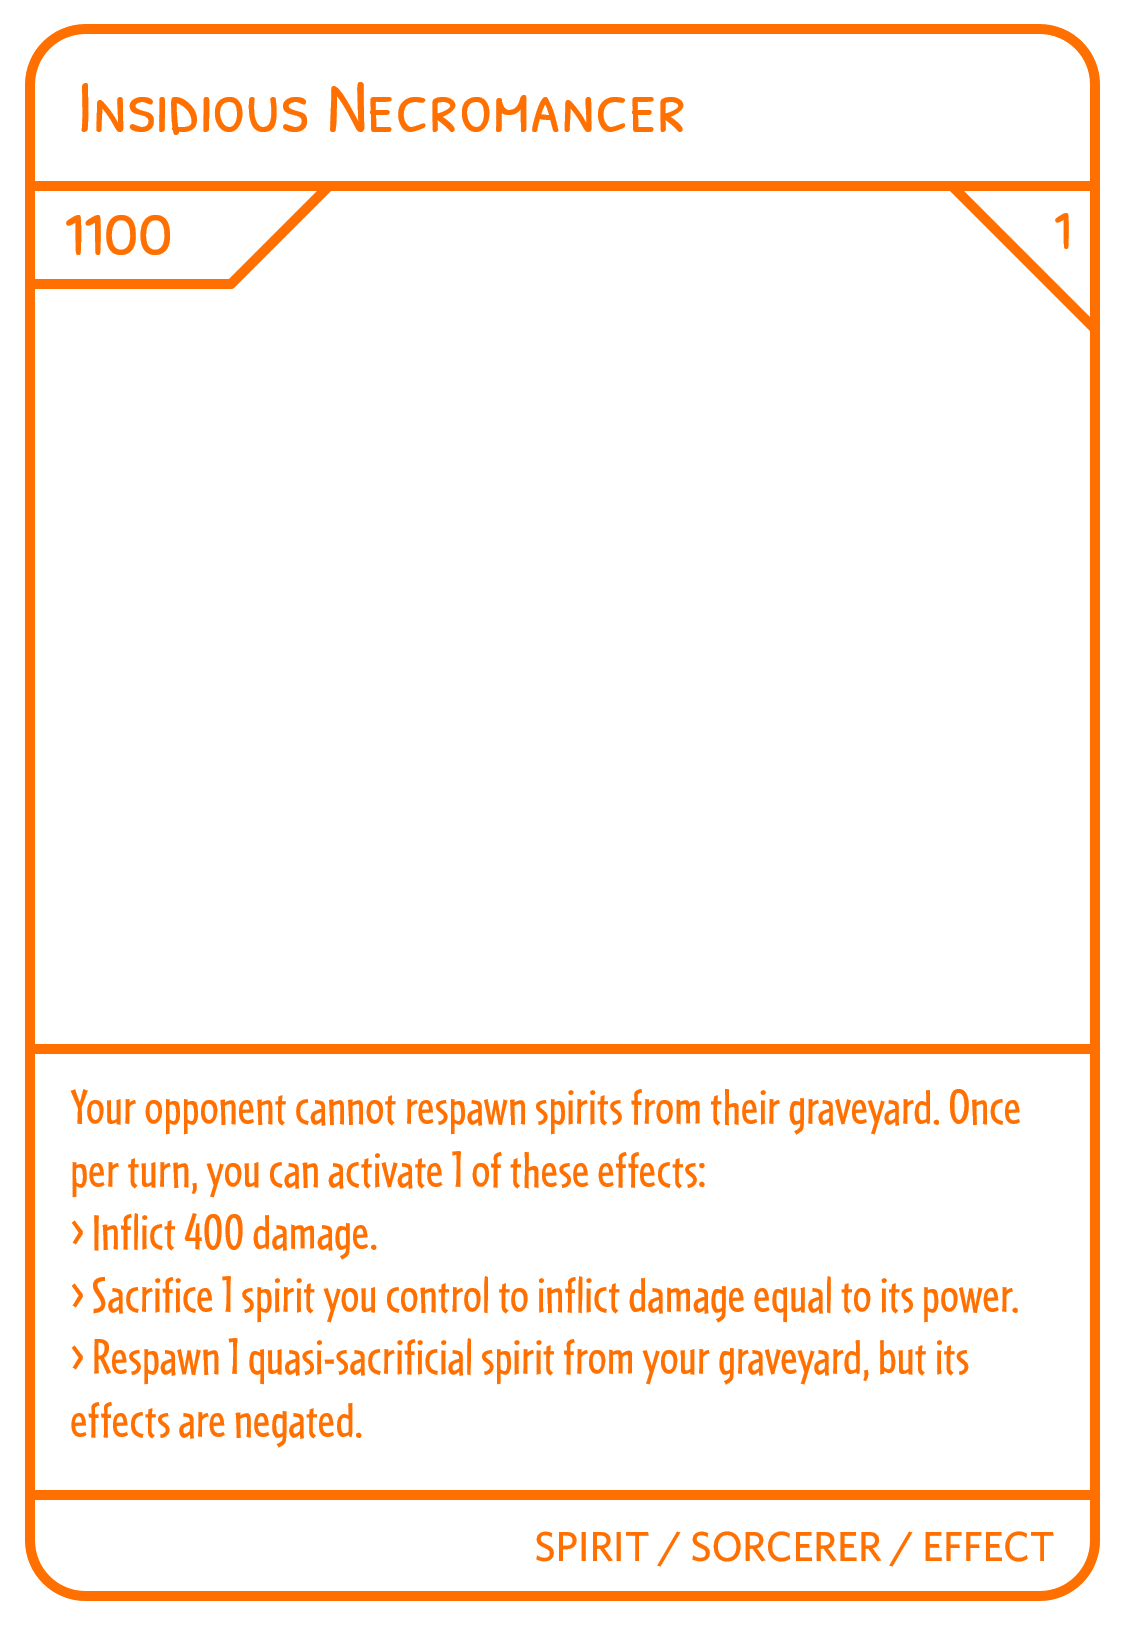 Insidious Necromancer
1100
1
Your opponent cannot respawn spirits from their graveyard. Once
per turn, you can activate 1 of these effects:
> Inflict 400 damage.
> Sacrifice 1 spirit you control to inflict damage equal to its power.
> Respawn 1 quasi-sacrificial spirit from your graveyard, but its
effects are negated.
SPIRIT / SORCERER / EFFECT